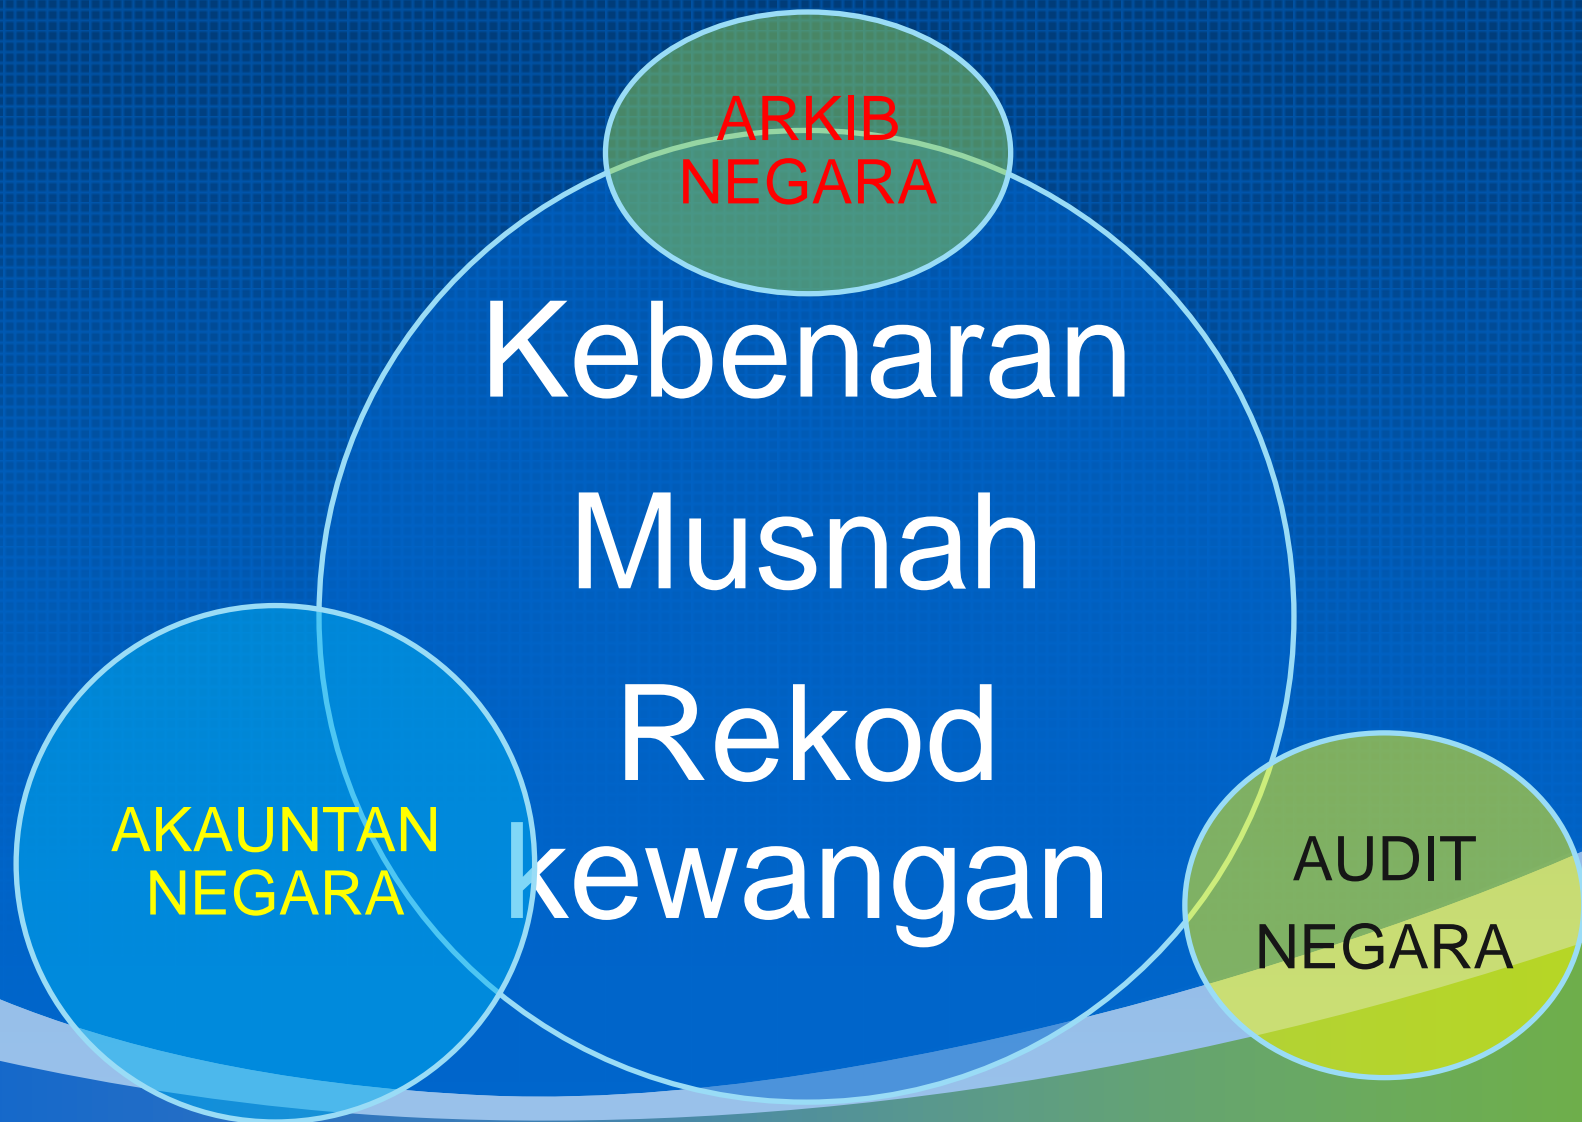 ARKIB
NEGARA
Kebenaran
Musnah
Rekod
kewangan
AKAUNTAN
NEGARA
AUDIT
NEGARA